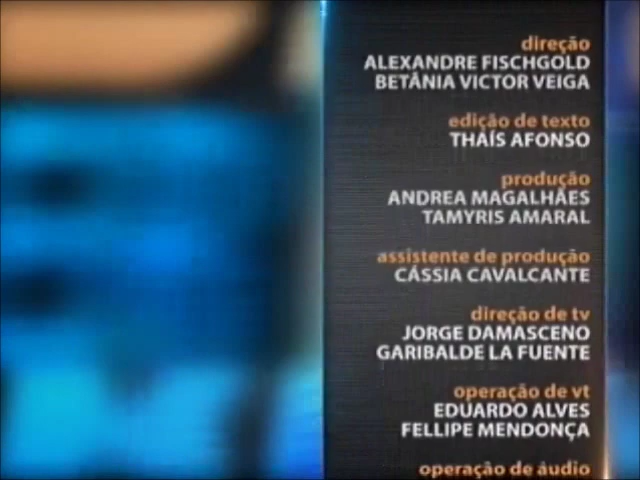 direção
ALEXANDRE FISCHGOLD
BETÂNIA VICTOR VEIGA
edição de texto
THAÍS AFONSO
produção
ANDREA MAGALHÃES
TAMYRIS AMARAL
assistente de produção
CÁSSIA CAVALCANTE
direção de tv
JORGE DAMASCENO
GARIBALDE LA FUENTE
operação de vt
EDUARDO ALVES
FELLIPE MENDONÇA
operação de áudio